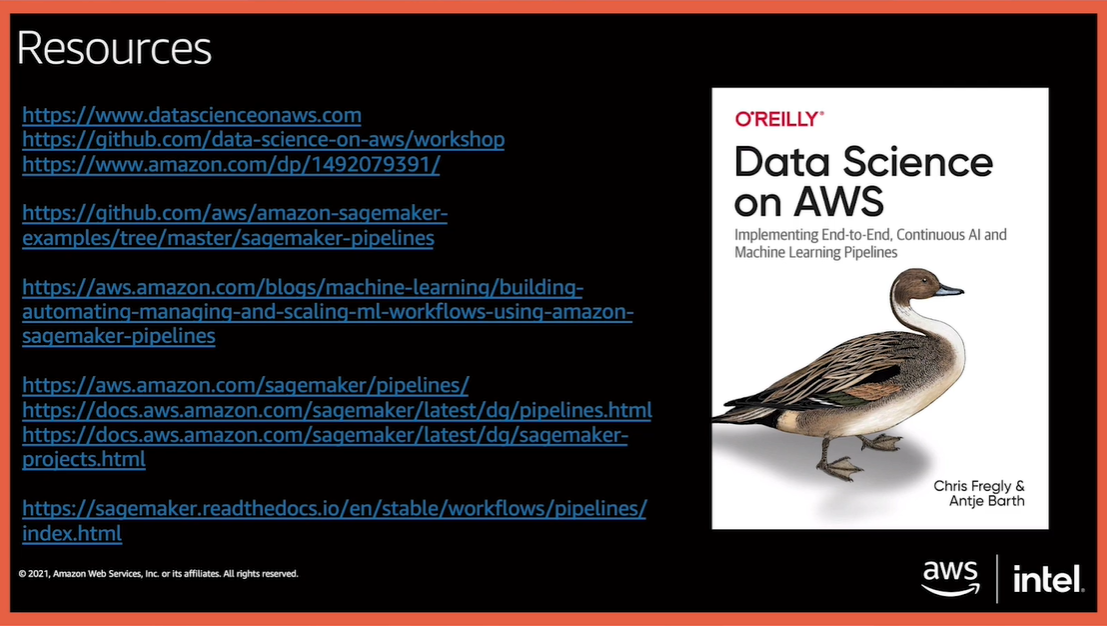 Resources
https://www.datascienceonaws.com
https://github.com/data-science-on-aws/workshop
https://www.amazon.com/dp/1492079391/
https://github.com/aws/amazon-sagemaker-
examples/tree/master/sagemaker-pipelines
https://aws.amazon.com/blogs/machine-learning/building-
automating-managing-and-scaling-ml-workflows-using-amazon-
sagemaker-pipelines
https://aws.amazon.com/sagemaker/pipelines/
https://docs.aws.amazon.com/sagemaker/latest/dg/pipelines.html
https://docs.aws.amazon.com/sagemaker/latest/dg/sagemaker-
projects.html
https://sagemaker.readthedocs.io/en/stable/workflows/pipelines/
index.html
O'REILLY®
Data Science
on AWS
Implementing End-to-End, Continuous AI and
Machine Learning Pipelines
Chris Fregly &
Antje Barth
© 2021, Amazon Web Services, Inc. or its affiliates. All rights reserved.
aws
intel.